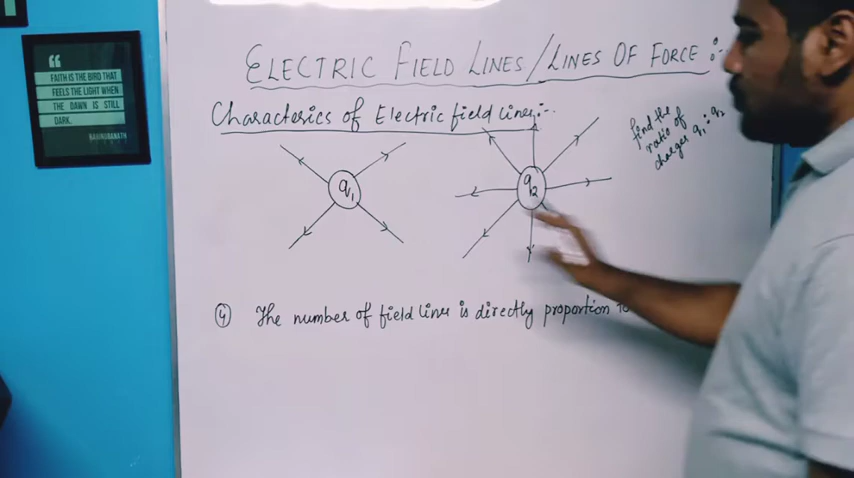 “
FAITH IS THE BIRD THAT
FEELS THE LIGHT WHEN
THE DAWN IS STILL
DARK.
RABINDRANATH
ELECTRIC FIELD LINES/LINES OF FORCE :-
Characterics of Electric field lines:-
find the
ratio of
charges q1:q2
q1
q2
④ The number of field lines is directly proportion to